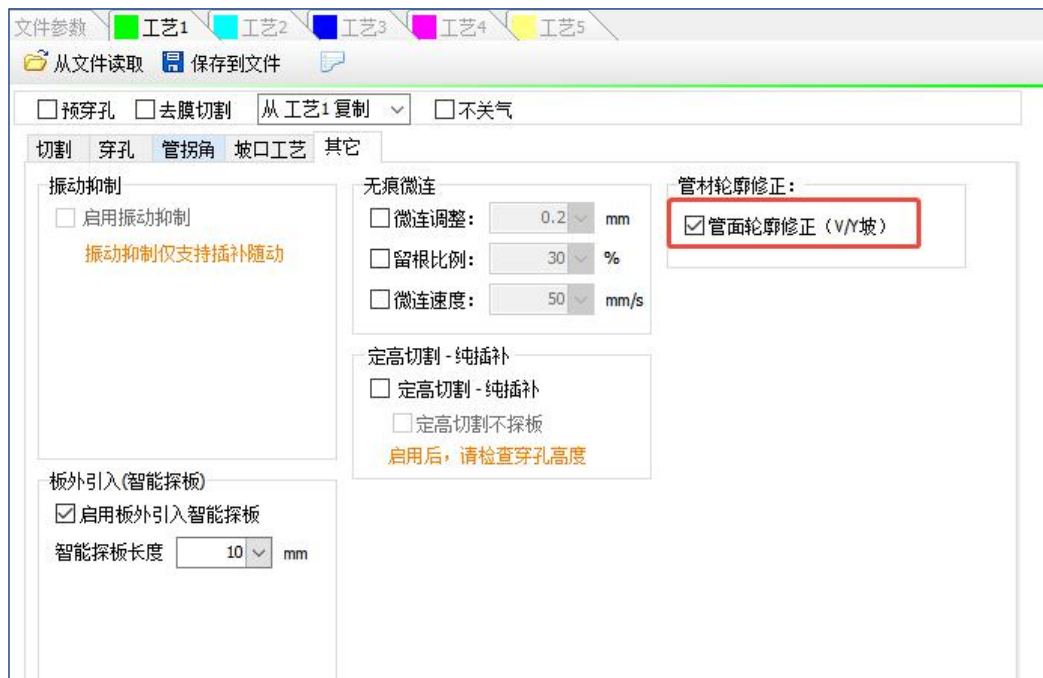 文件参数 工艺1 工艺2 工艺3 工艺4 工艺5
从文件读取 保存到文件
预穿孔 去膜切割 从 工艺1 复制 不关气
切割 穿孔 管拐角 坡口工艺 其它
振动抑制
启用振动抑制
振动抑制仅支持插补随动
无痕微连
微连调整: 0.2 mm
留根比例: 30 %
微连速度: 50 mm/s
管材轮廓修正:
管面轮廓修正（V/Y坡）
定高切割 - 纯插补
定高切割 - 纯插补
定高切割不探板
启用后，请检查穿孔高度
板外引入(智能探板)
启用板外引入智能探板
智能探板长度 10 mm